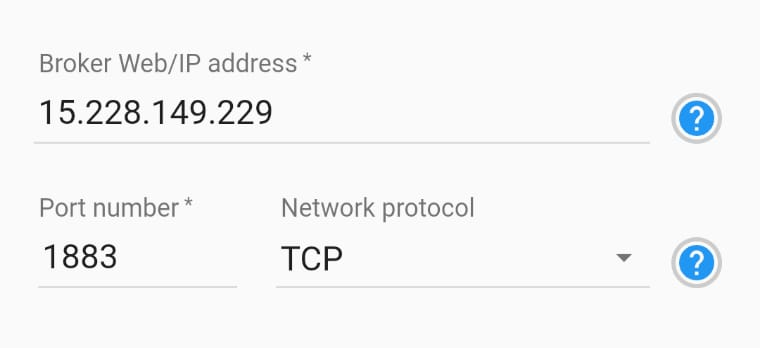 Broker Web/IP address *
15.228.149.229
?
Port number * Network protocol
1883 TCP
?